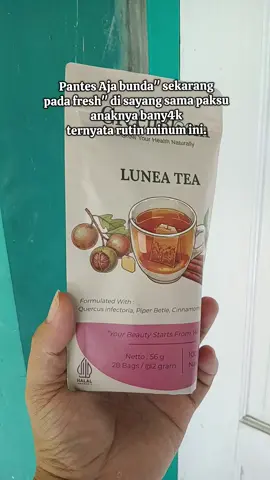 Pantes Aja bunda" sekarang
pada fresh" di sayang sama paksu
anaknya bany4k
ternyata rutin minum ini.
Your Health Naturally
LUNEA TEA
Formulated With
Quercus infectoria, Piper Betle, Cinnamomum
"Your Beauty Starts From
Netto : 56 g
28 Bags / @2 gram
HALAL